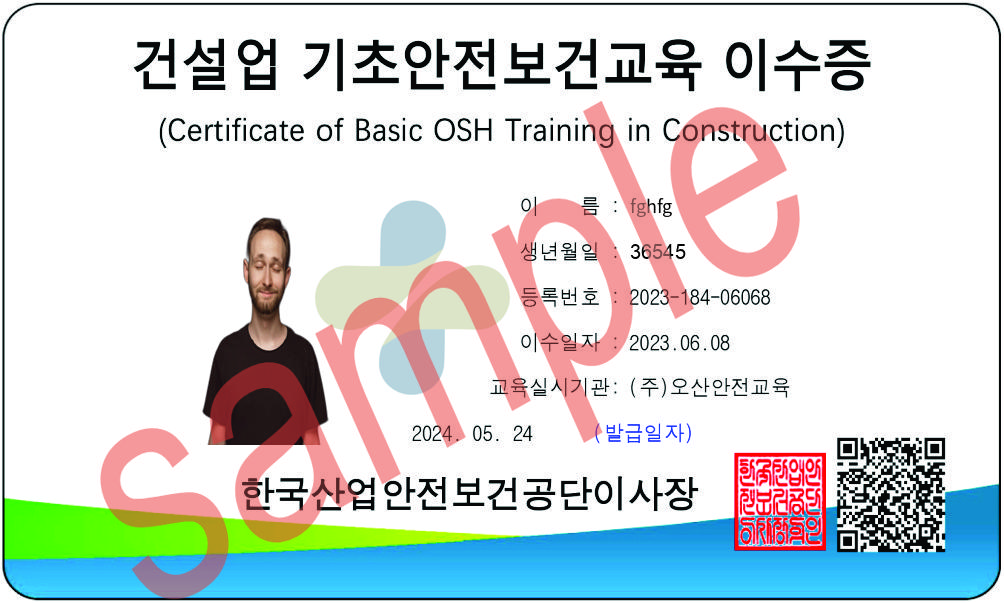 건설업 기초안전보건교육 이수증
(Certificate of Basic OSH Training in Construction)
이 름 : fghfg
생년월일 : 36545
등록번호 : 2023-184-06068
이수일자 : 2023.06.08
교육실시기관: (주)오산안전교육
2024. 05. 24 (발급일자)
한국산업안전보건공단이사장
sample